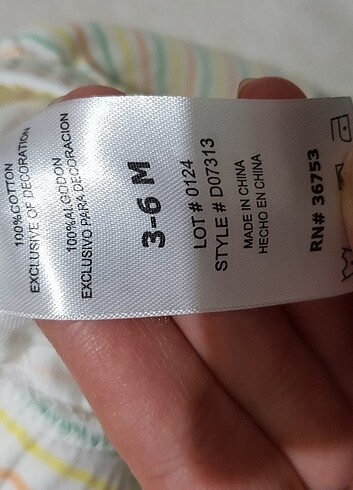 100%COTTON
EXCLUSIVE OF DECORATION
100%ALGODON
EXCLUSIVO PARA DECORACION
3-6 M
LOT # 0124
STYLE # D07313
MADE IN CHINA
HECHO EN CHINA
RN# 36753